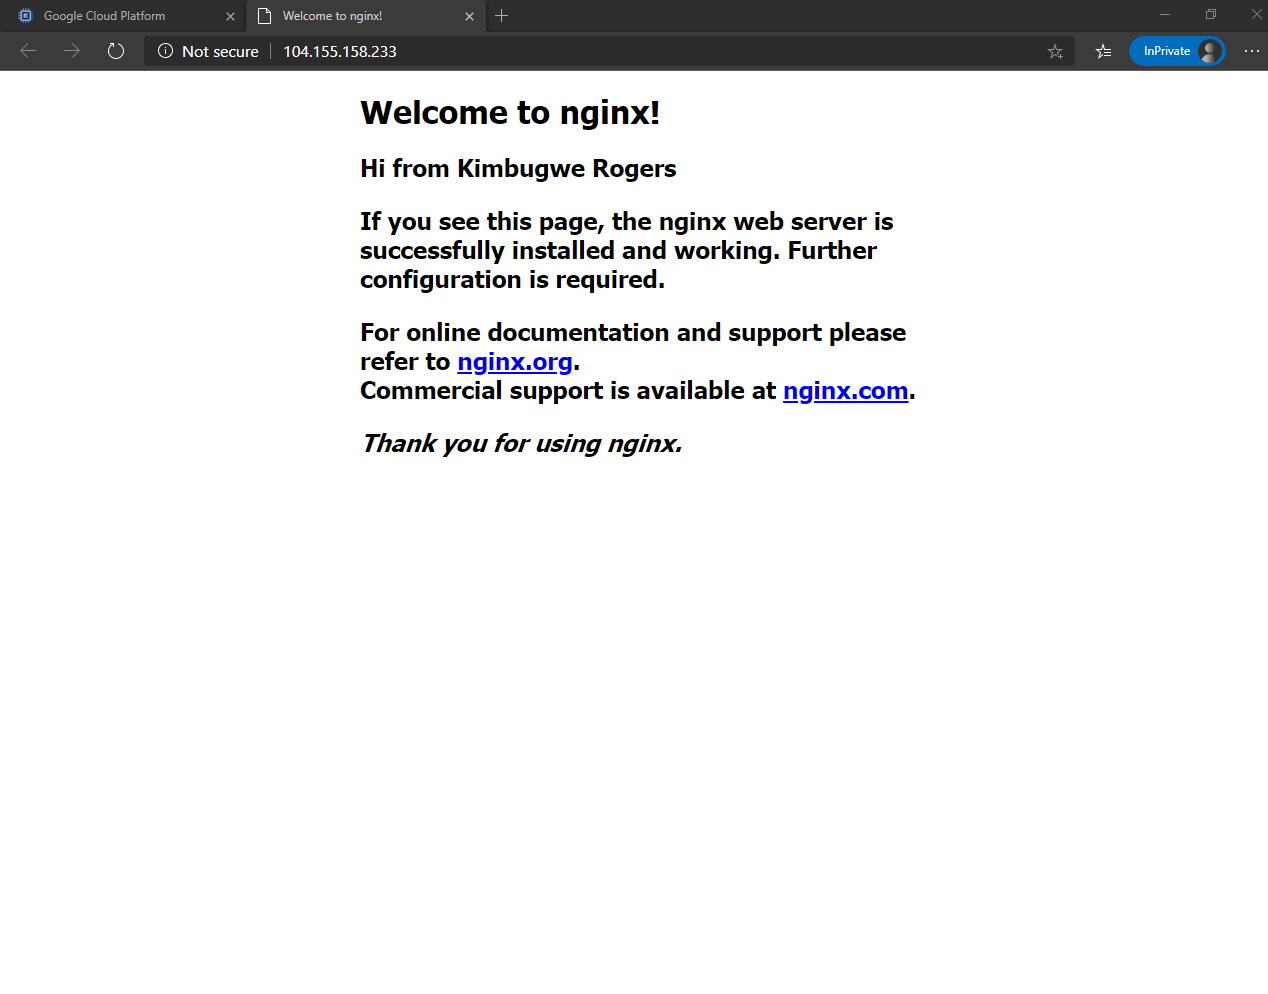 Google Cloud Platform
Welcome to nginx!
Not secure
104.155.158.233
InPrivate
Welcome to nginx!
Hi from Kimbugwe Rogers
If you see this page, the nginx web server is
successfully installed and working. Further
configuration is required.
For online documentation and support please
refer to nginx.org.
Commercial support is available at nginx.com.
Thank you for using nginx.